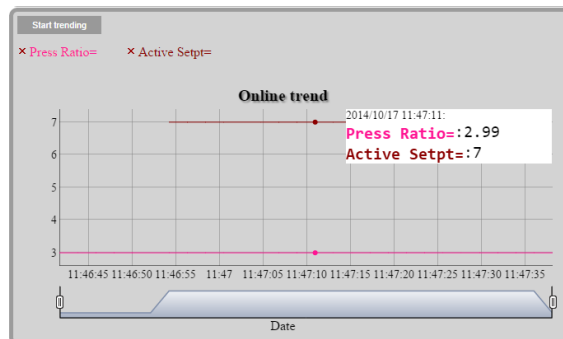 Start trending
× Press Ratio= × Active Setpt=
Online trend
2014/10/17 11:47:11:
Press Ratio=:2.99
Active Setpt=:7
7
6
5
4
3
11:46:45 11:46:50 11:46:55 11:47 11:47:05 11:47:10 11:47:15 11:47:20 11:47:25 11:47:30 11:47:35
Date